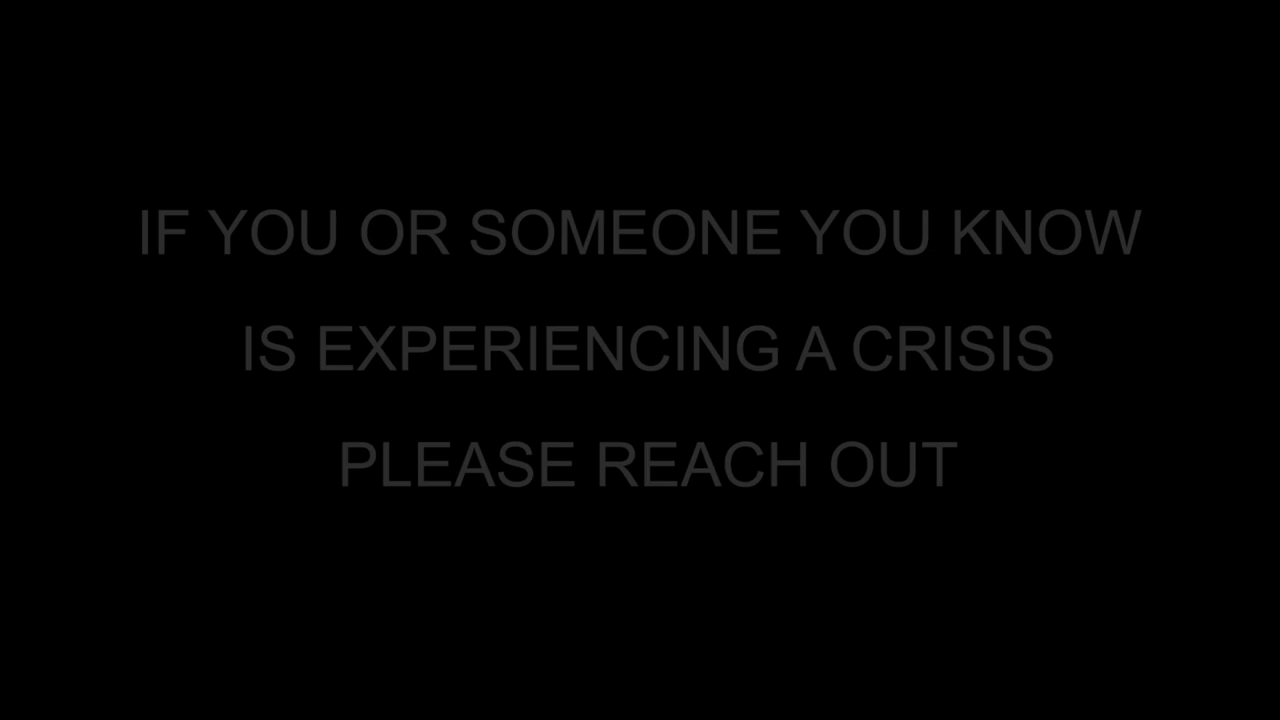 IF YOU OR SOMEONE YOU KNOW
IS EXPERIENCING A CRISIS
PLEASE REACH OUT